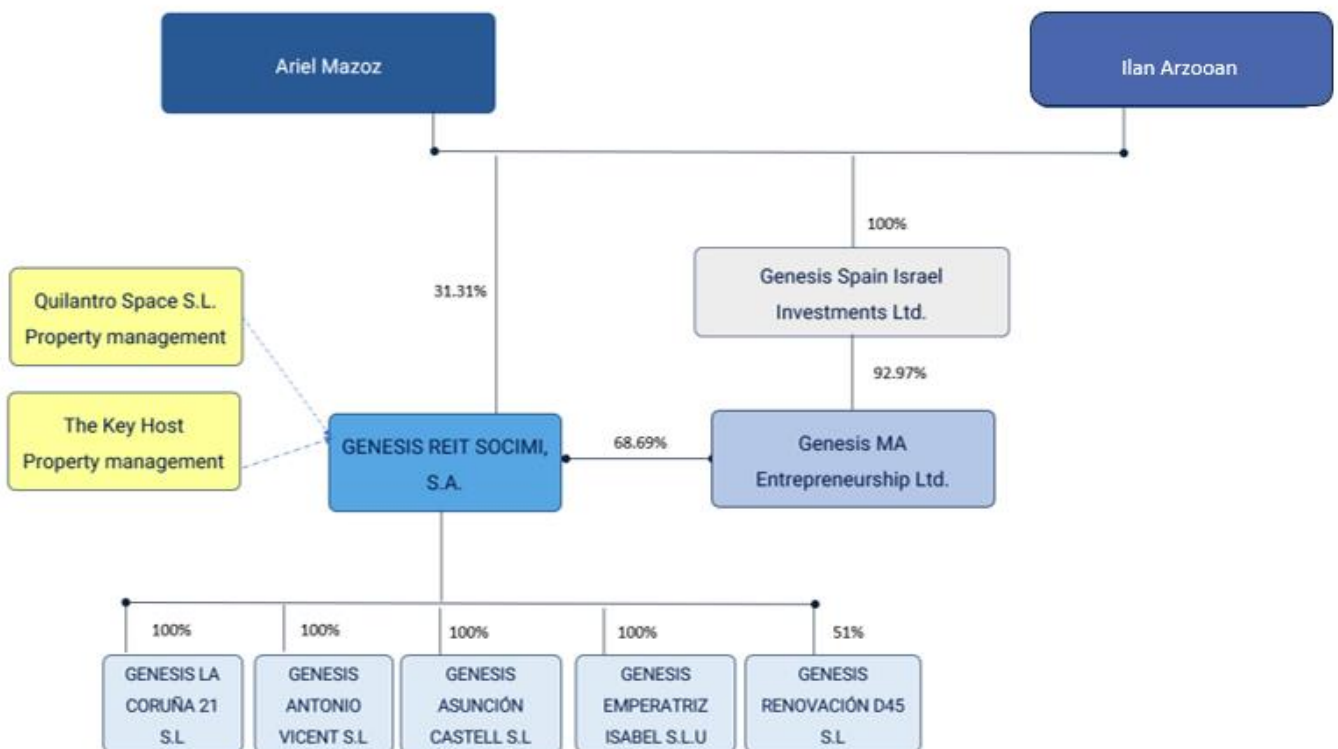 Ariel Mazoz
Ilan Arzooan
100%
Genesis Spain Israel
Investments Ltd.
31.31%
Quilantro Space S.L.
Property management
92.97%
The Key Host
Property management
GENESIS REIT SOCIMI,
S.A.
68.69%
Genesis MA
Entrepreneurship Ltd.
100%
100%
100%
100%
51%
GENESIS LA
CORUÑA 21
S.L
GENESIS
ANTONIO
VICENT S.L
GENESIS
ASUNCIÓN
CASTELL S.L
GENESIS
EMPERATRIZ
ISABEL S.L.U
GENESIS
RENOVACIÓN D45
S.L